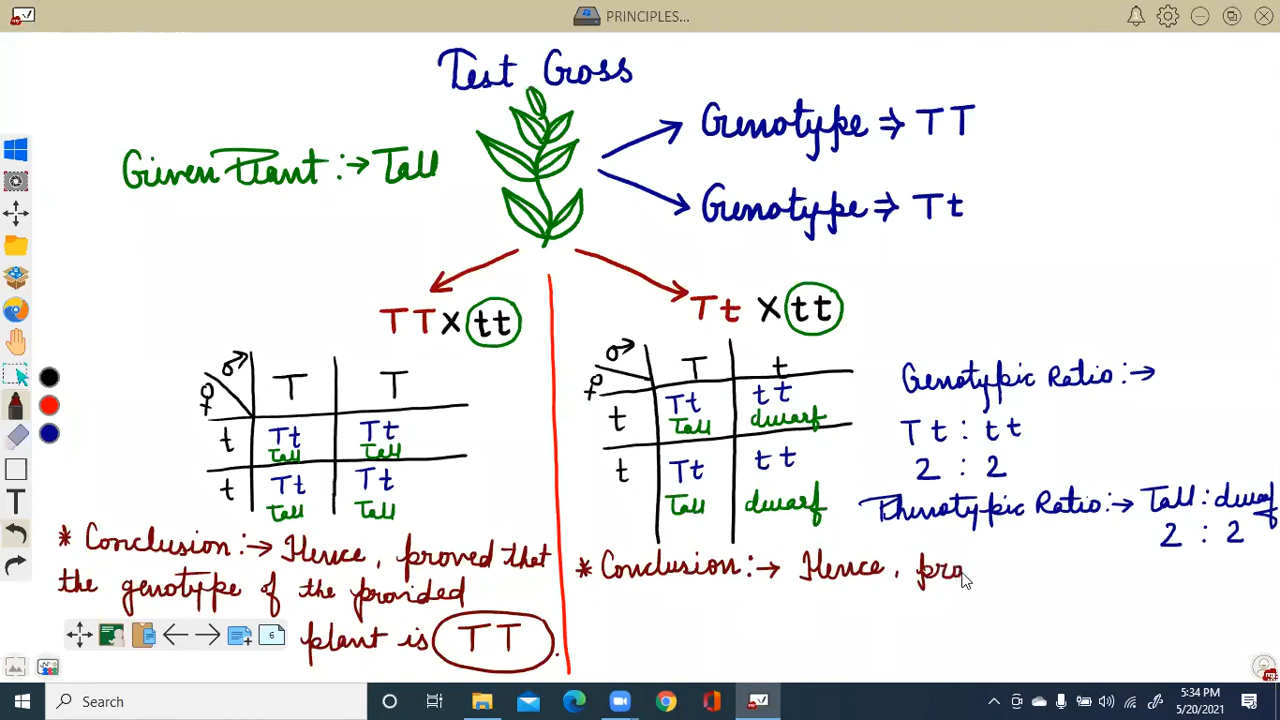 PRINCIPLES...
Test Cross
Given Plant :→ Tall
Genotype ⇒ TT
Genotype ⇒ Tt
TT X tt
Tt X tt
♂
♀
T T
t Tt Tt
Tall Tall
t Tt Tt
Tall Tall
♂
♀
T t
t Tt tt
Tall dwarf
t Tt tt
Tall dwarf
Genotypic Ratio :→
Tt : tt
2 : 2
Phenotypic Ratio :→ Tall : dwarf
2 : 2
* Conclusion :→ Hence, proved that
the genotype of the provided
plant is TT .
* Conclusion :→ Hence, pro
T
6
Search
5:34 PM
5/20/2021